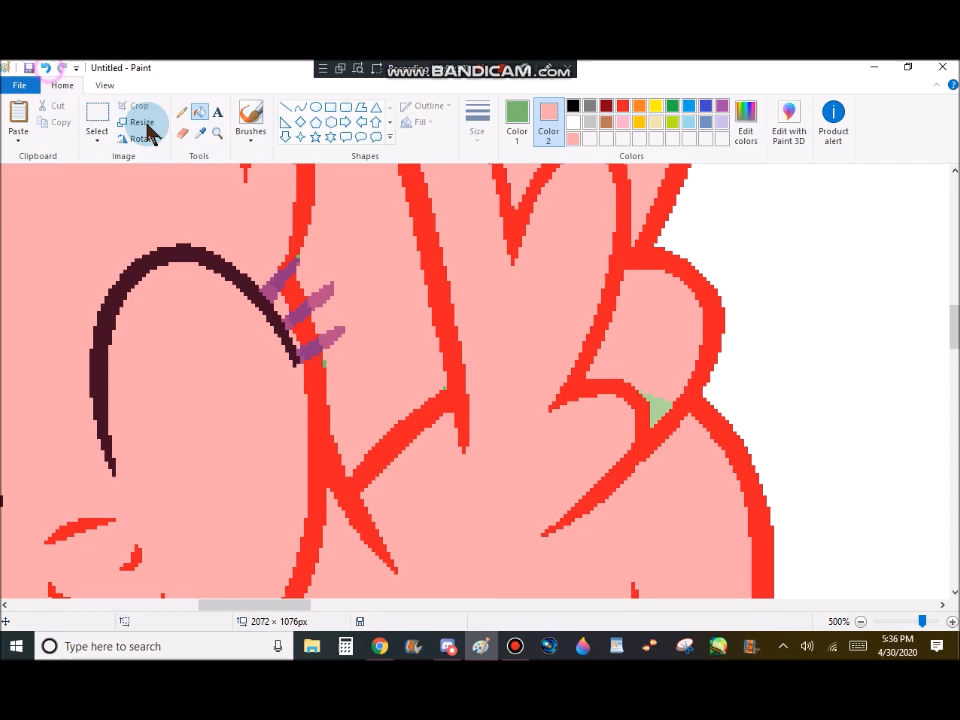 Untitled - Paint
www.BANDICAM.com
File Home View
Cut
Copy
Paste
Clipboard
Select
Crop
Resize
Rotate
Image
Tools
Brushes
Outline
Fill
Shapes
Size
Color 1
Color 2
Edit colors
Edit with Paint 3D
Product alert
Colors
2072 × 1076px
500%
Type here to search
5:36 PM
4/30/2020